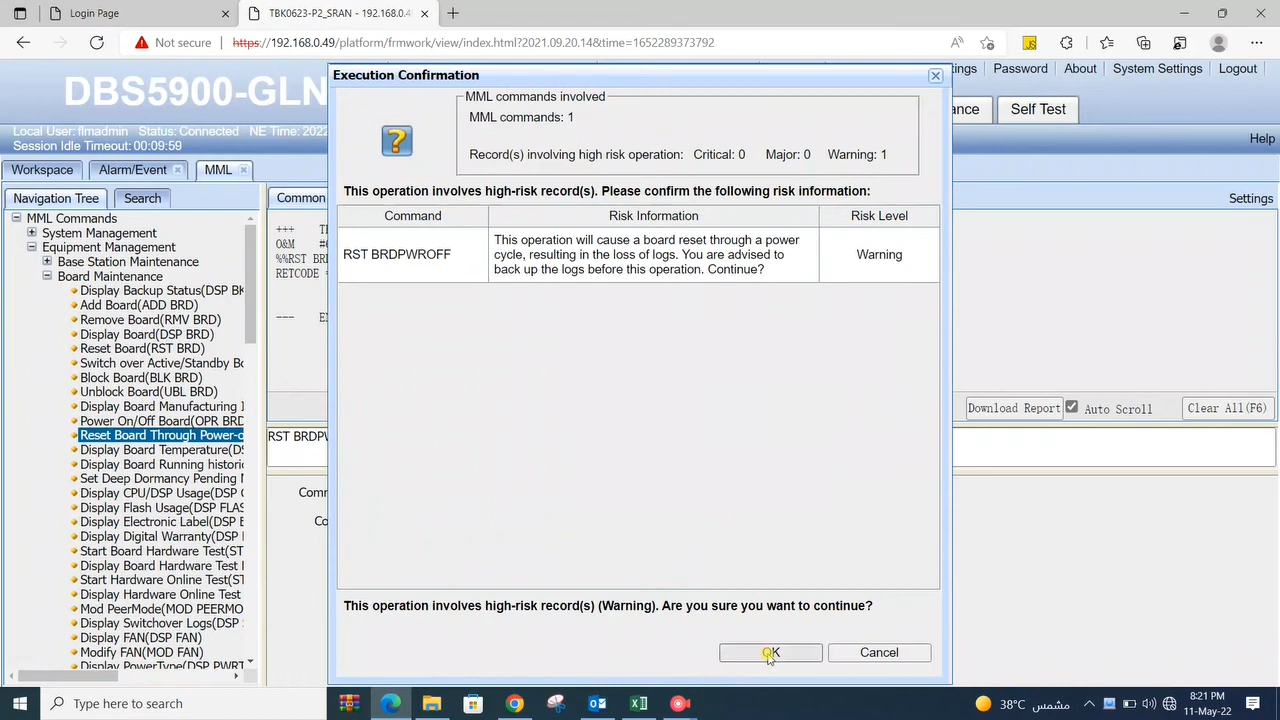 Login Page
TBK0623-P2_SRAN - 192.168.0.4
Not secure
https://192.168.0.49/platform/frmwork/view/index.html?2021.09.20.14&time=1652289373792
DBS5900-GLN
Local User: flmadmin Status: Connected NE Time: 2022
Session Idle Timeout: 00:09:59
Password
About
System Settings
Logout
Self Test
Help
Workspace
Alarm/Event
MML
Navigation Tree
Search
Common
Settings
MML Commands
System Management
Equipment Management
Base Station Maintenance
Board Maintenance
Display Backup Status(DSP BK
Add Board(ADD BRD)
Remove Board(RMV BRD)
Display Board(DSP BRD)
Reset Board(RST BRD)
Switch over Active/Standby Bo
Block Board(BLK BRD)
Unblock Board(UBL BRD)
Display Board Manufacturing I
Power On/Off Board(OPR BRD
Reset Board Through Power-o
Display Board Temperature(DS
Display Board Running historic
Set Deep Dormancy Pending M
Display CPU/DSP Usage(DSP C
Display Flash Usage(DSP FLAS
Display Electronic Label(DSP E
Display Digital Warranty(DSP
Start Board Hardware Test(ST
Display Board Hardware Test
Start Hardware Online Test(ST
Display Hardware Online Test
Mod PeerMode(MOD PEERMO
Display Switchover Logs(DSP
Display FAN(DSP FAN)
Modify FAN(MOD FAN)
Display PowerType(DSP PWRT
+++
O&M #6
%%RST BR
RETCODE =
---
Download Report
Auto Scroll
Clear All(F6)
RST BRDPW
Execution Confirmation
MML commands involved
MML commands: 1
Record(s) involving high risk operation: Critical: 0 Major: 0 Warning: 1
This operation involves high-risk record(s). Please confirm the following risk information:
Command Risk Information Risk Level
RST BRDPWROFF
This operation will cause a board reset through a power
cycle, resulting in the loss of logs. You are advised to
back up the logs before this operation. Continue?
Warning
This operation involves high-risk record(s) (Warning). Are you sure you want to continue?
OK
Cancel
Type here to search
38°C مشمس
8:21 PM
11-May-22